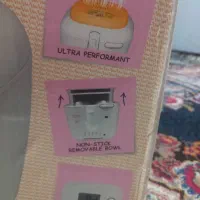 ULTRA PERFORMANT
NON-STICK
REMOVABLE BOWL